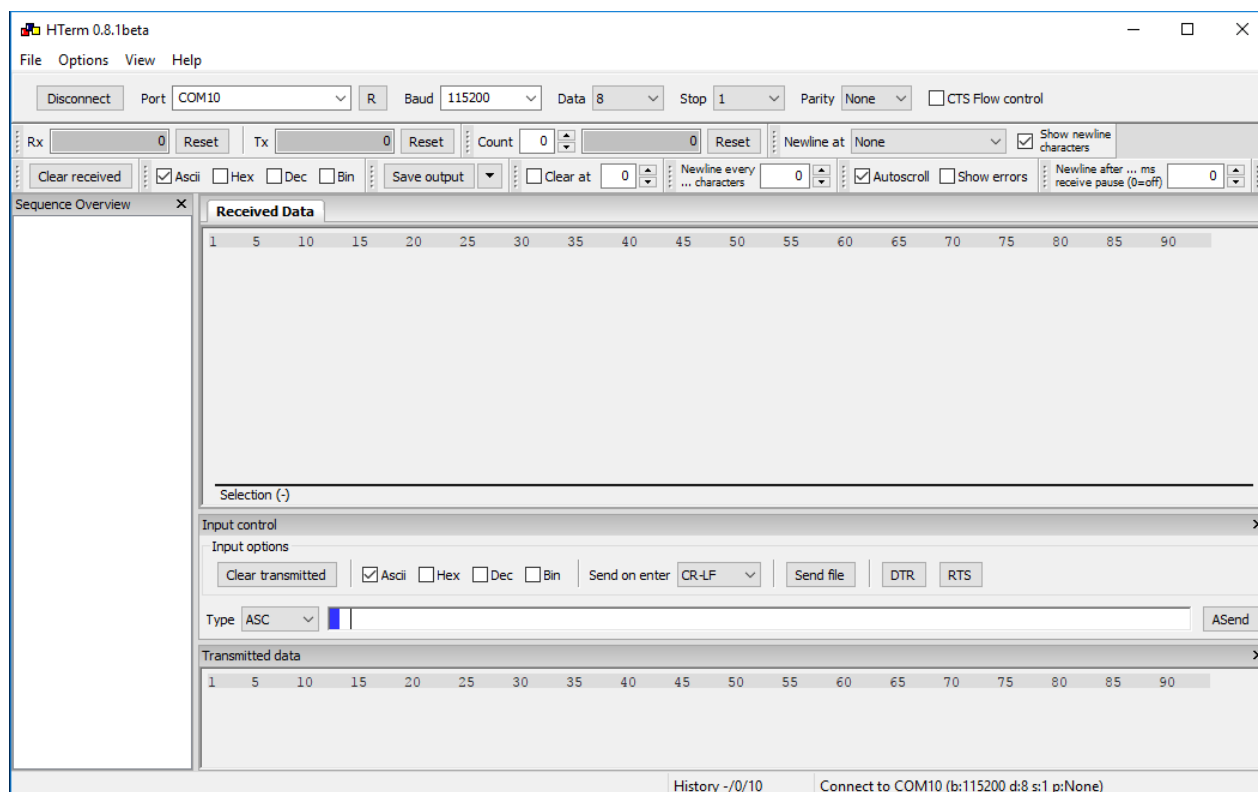 HTerm 0.8.1beta
File Options View Help
Disconnect Port COM10 R Baud 115200 Data 8 Stop 1 Parity None CTS Flow control
Rx 0 Reset Tx 0 Reset Count 0 0 Reset Newline at None Show newline characters
Clear received Ascii Hex Dec Bin Save output Clear at 0 Newline every ... characters 0 Autoscroll Show errors Newline after ... ms receive pause (0=off) 0
Sequence Overview X
Received Data
1 5 10 15 20 25 30 35 40 45 50 55 60 65 70 75 80 85 90
Selection (-)
Input control
Input options
Clear transmitted Ascii Hex Dec Bin Send on enter CR-LF Send file DTR RTS
Type ASC ASend
Transmitted data
1 5 10 15 20 25 30 35 40 45 50 55 60 65 70 75 80 85 90
History -/0/10 Connect to COM10 (b:115200 d:8 s:1 p:None)